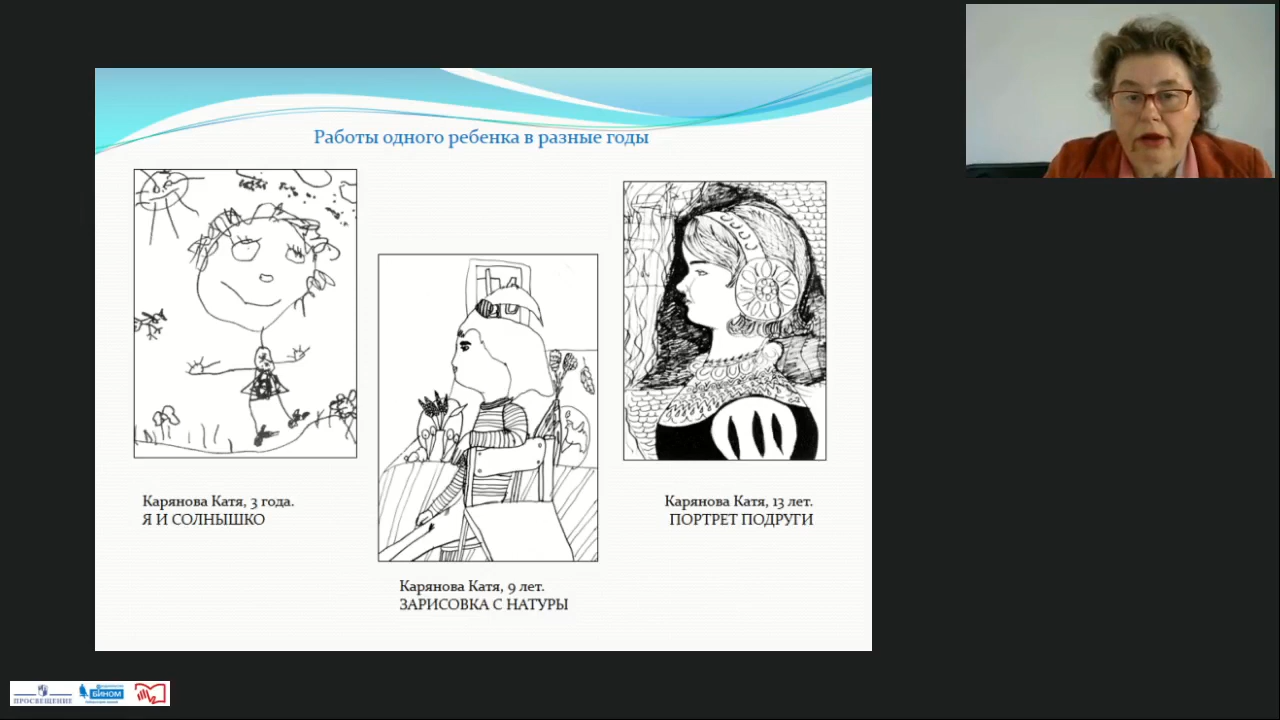 Работы одного ребенка в разные годы
Карянова Катя, 3 года.
Я И СОЛНЫШКО
Карянова Катя, 9 лет.
ЗАРИСОВКА С НАТУРЫ
Карянова Катя, 13 лет.
ПОРТРЕТ ПОДРУГИ
ПРОСВЕЩЕНИЕ
БИНОМ